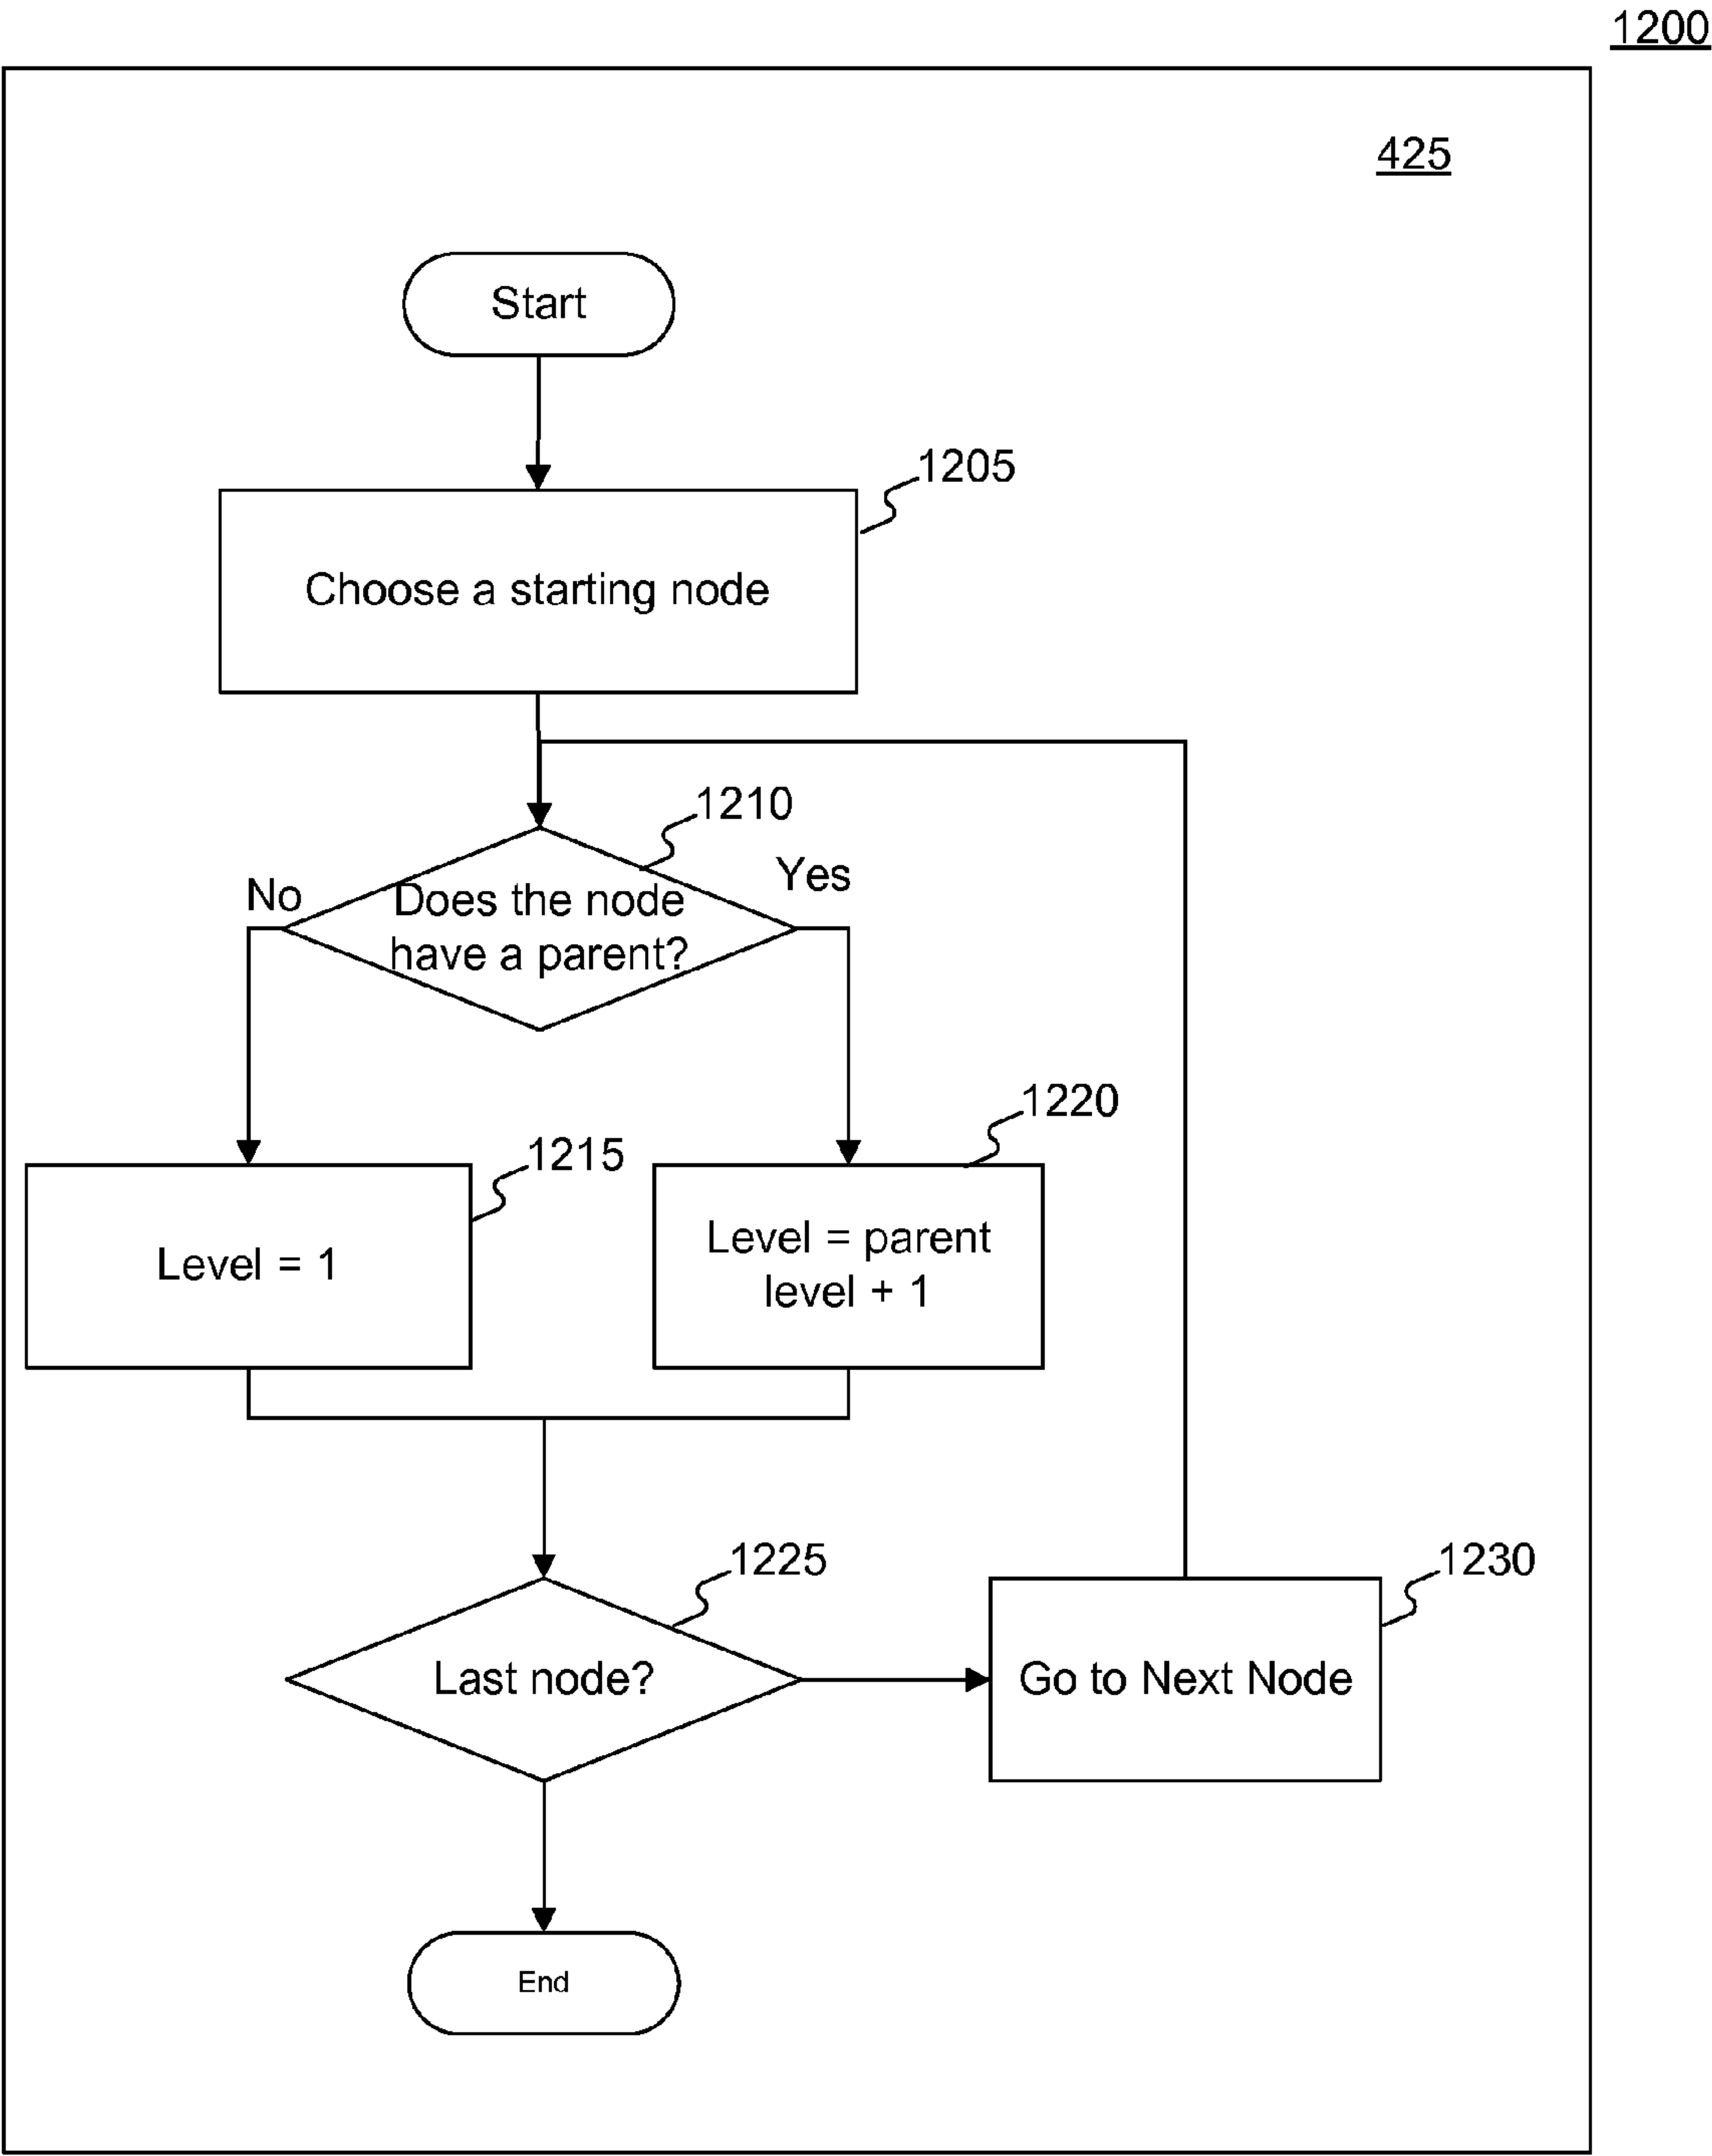 1200
425
Start
1205
Choose a starting node
1210
No
Yes
Does the node
have a parent?
1220
1215
Level = 1
Level = parent
level + 1
1225
1230
Last node?
Go to Next Node
End